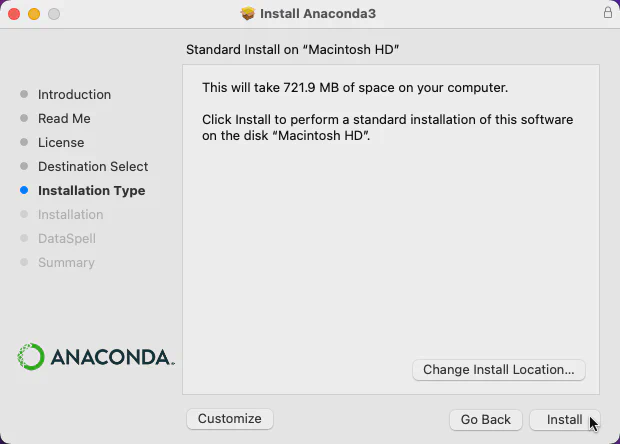 Install Anaconda3
Standard Install on “Macintosh HD”
Introduction
Read Me
License
Destination Select
Installation Type
Installation
DataSpell
Summary
This will take 721.9 MB of space on your computer.
Click Install to perform a standard installation of this software
on the disk “Macintosh HD”.
ANACONDA.
Change Install Location...
Customize
Go Back
Install